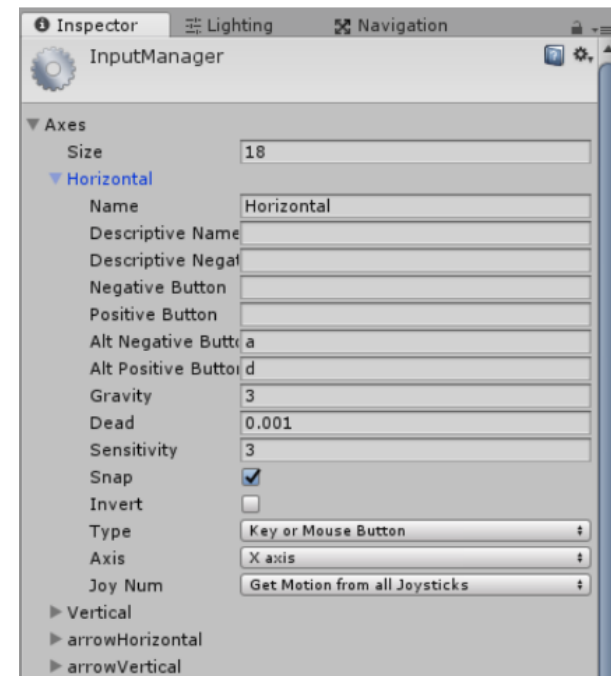 Inspector Lighting Navigation
InputManager
Axes
Size 18
Horizontal
Name Horizontal
Descriptive Name
Descriptive Negat
Negative Button
Positive Button
Alt Negative Butto a
Alt Positive Button d
Gravity 3
Dead 0.001
Sensitivity 3
Snap
Invert
Type Key or Mouse Button
Axis X axis
Joy Num Get Motion from all Joysticks
Vertical
arrowHorizontal
arrowVertical